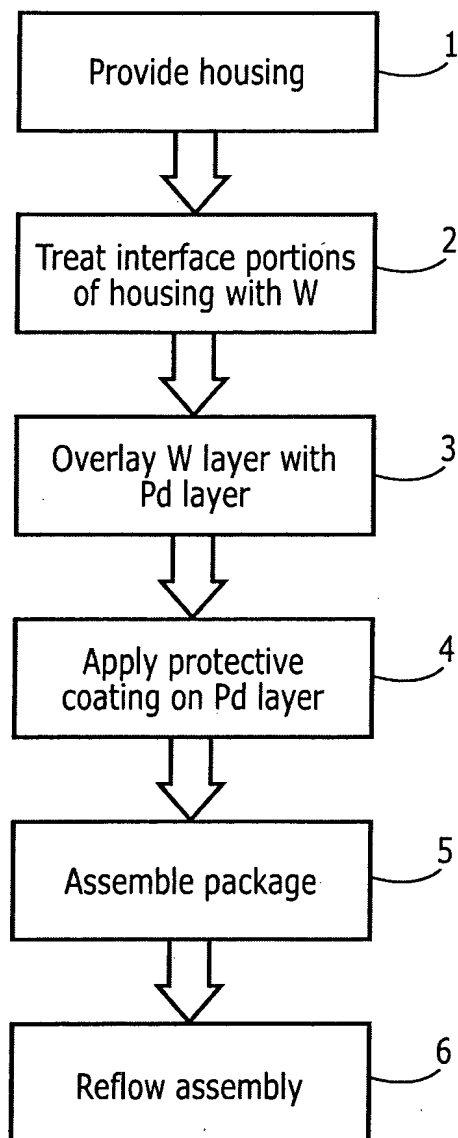 Provide housing
1
Treat interface portions
of housing with W
2
Overlay W layer with
Pd layer
3
Apply protective
coating on Pd layer
4
Assemble package
5
Reflow assembly
6